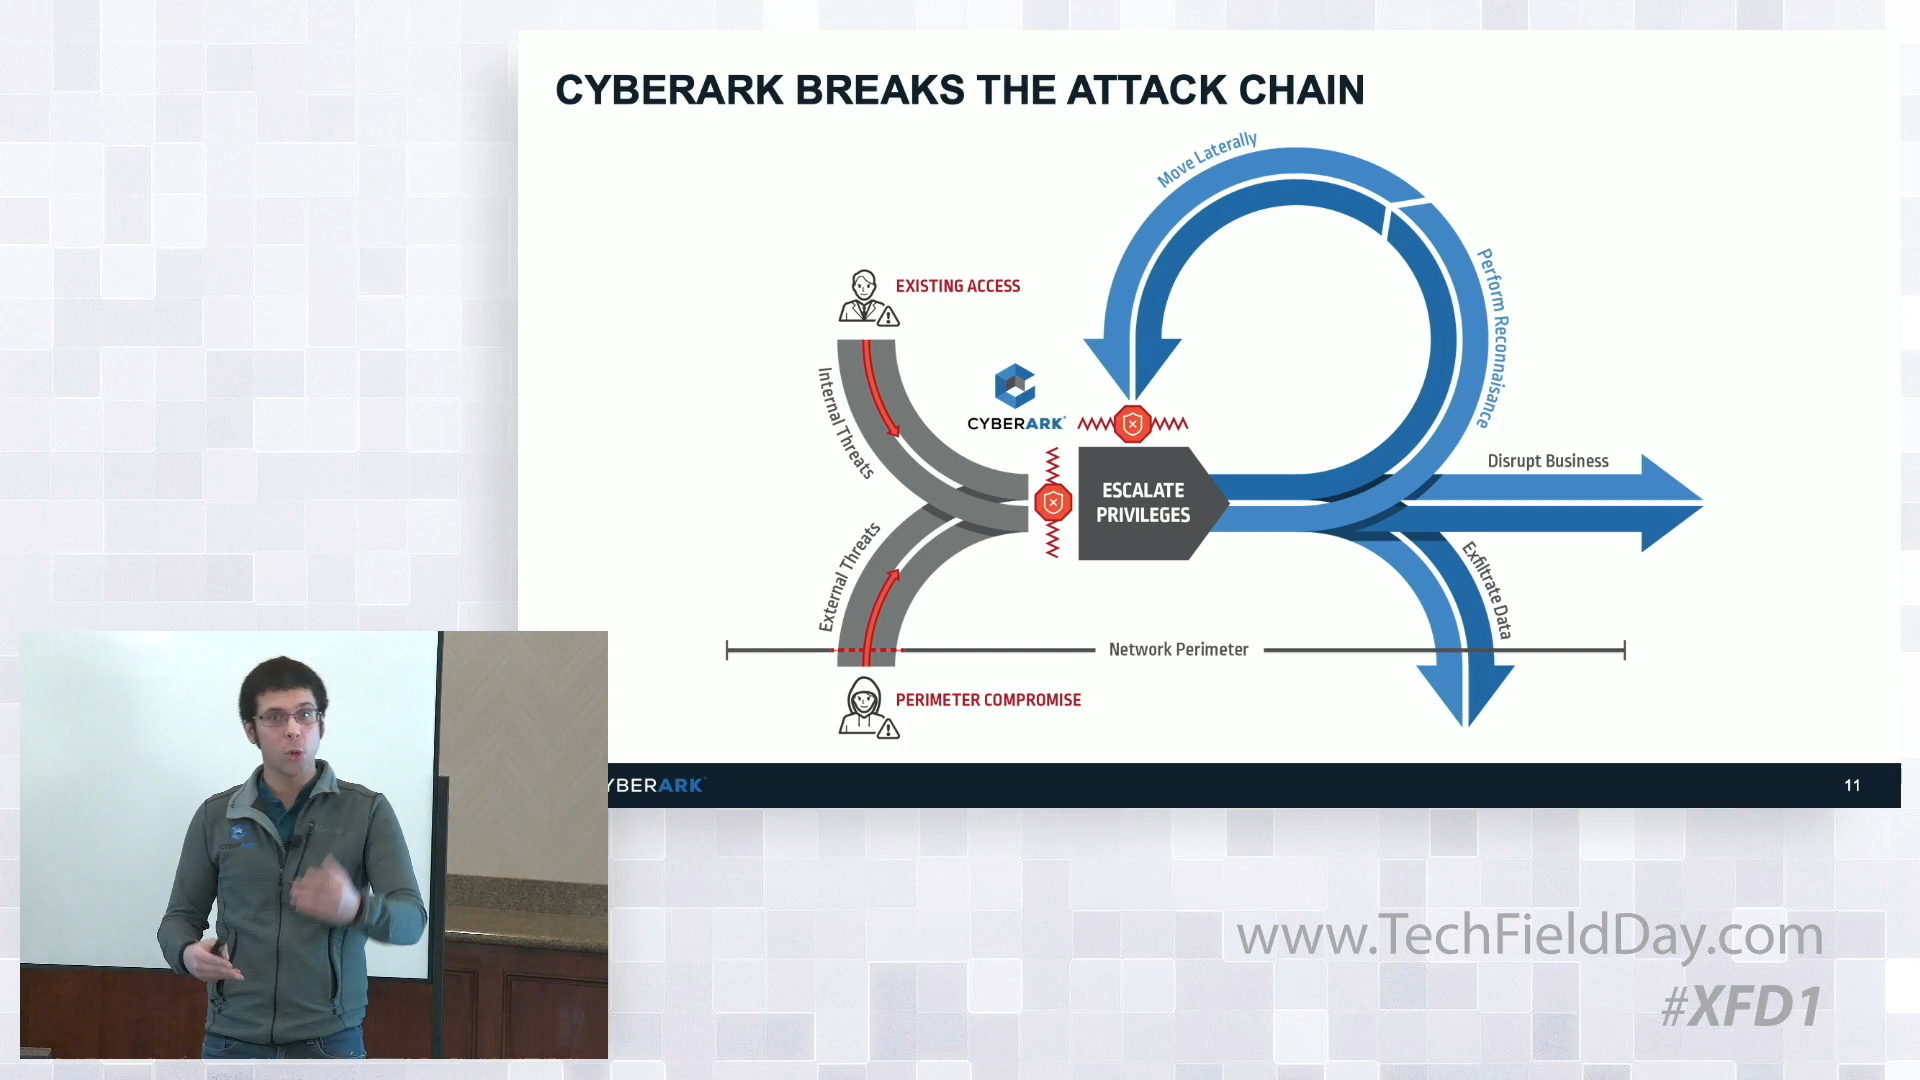 CYBERARK BREAKS THE ATTACK CHAIN
Move Laterally
Perform Reconnaisance
EXISTING ACCESS
Internal Threats
CYBERARK
ESCALATE
PRIVILEGES
Disrupt Business
External Threats
Exfiltrate Data
Network Perimeter
PERIMETER COMPROMISE
YBERARK
11
www.TechFieldDay.com
#XFD1